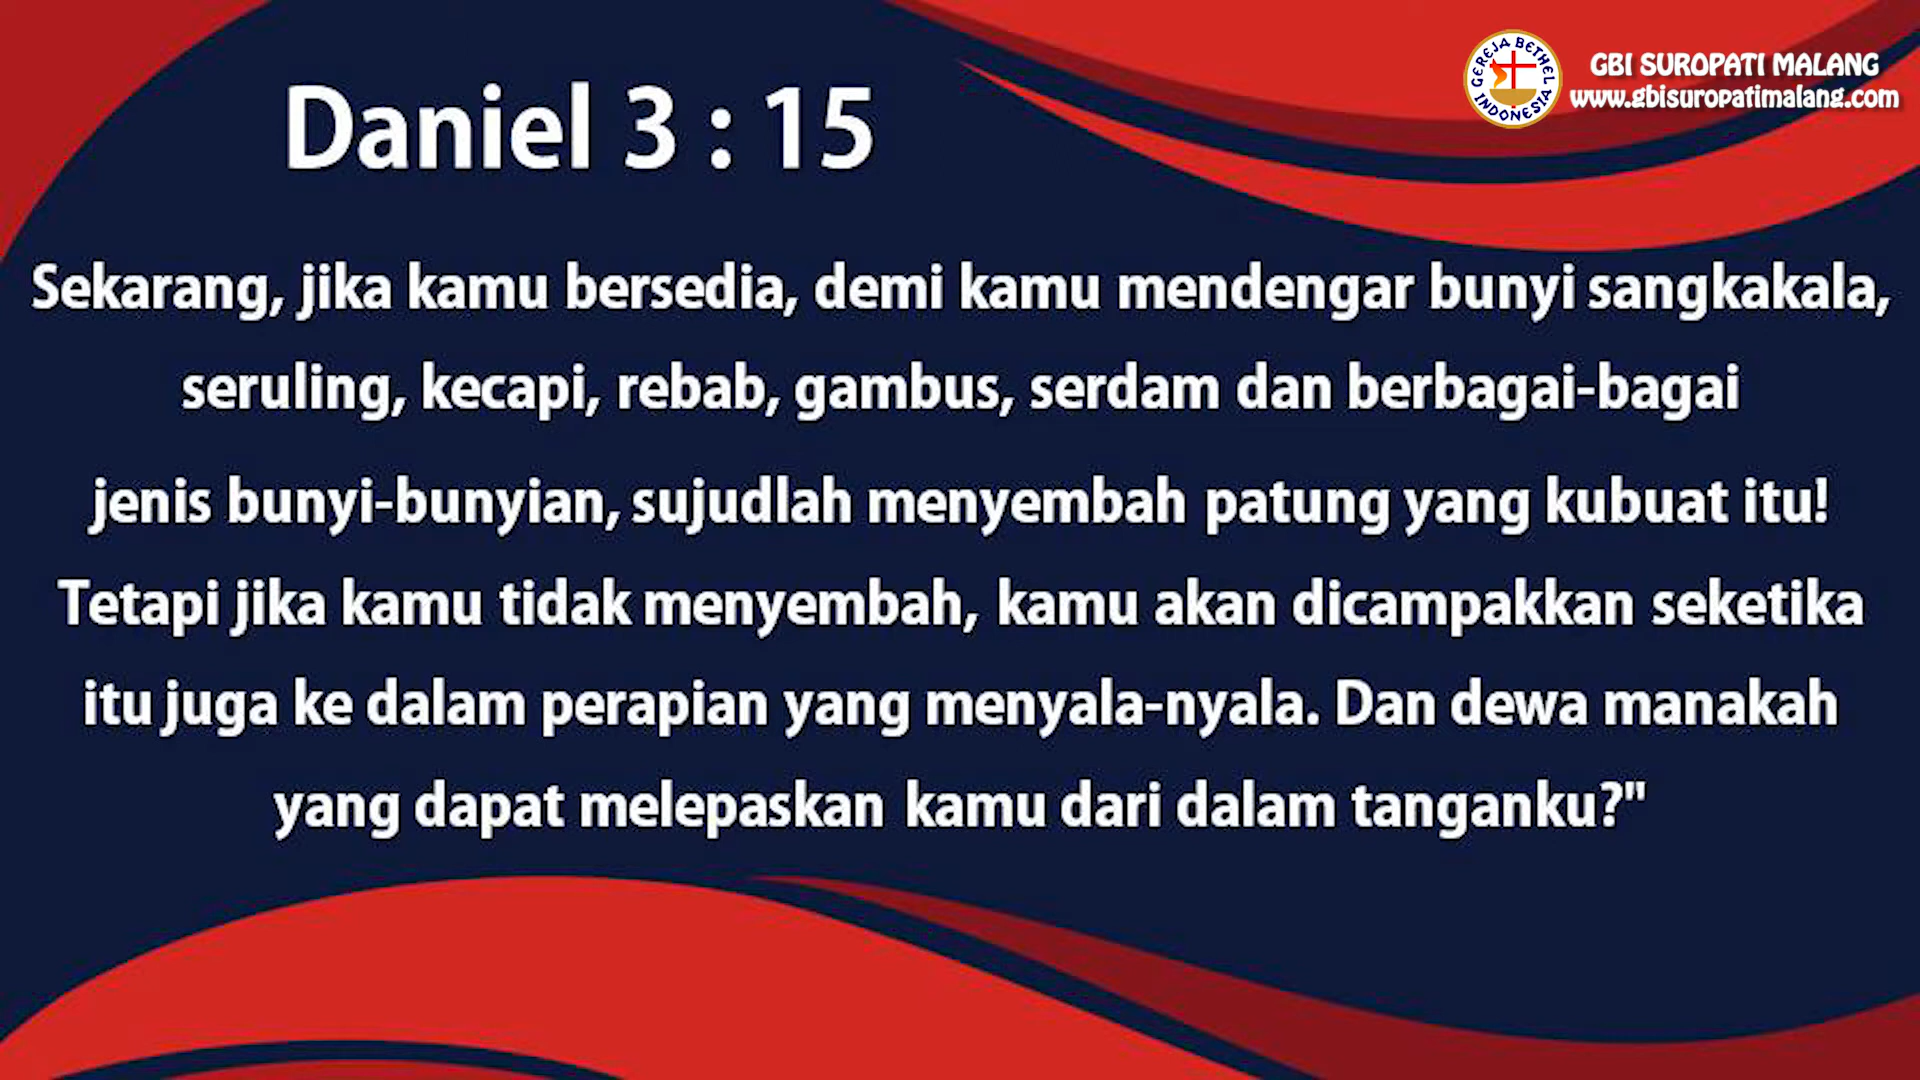 GEREJA BETHEL INDONESIA
GBI SUROPATI MALANG
www.gbisuropatimalang.com
Daniel 3 : 15
Sekarang, jika kamu bersedia, demi kamu mendengar bunyi sangkakala,
seruling, kecapi, rebab, gambus, serdam dan berbagai-bagai
jenis bunyi-bunyian, sujudlah menyembah patung yang kubuat itu!
Tetapi jika kamu tidak menyembah, kamu akan dicampakkan seketika
itu juga ke dalam perapian yang menyala-nyala. Dan dewa manakah
yang dapat melepaskan kamu dari dalam tanganku?"